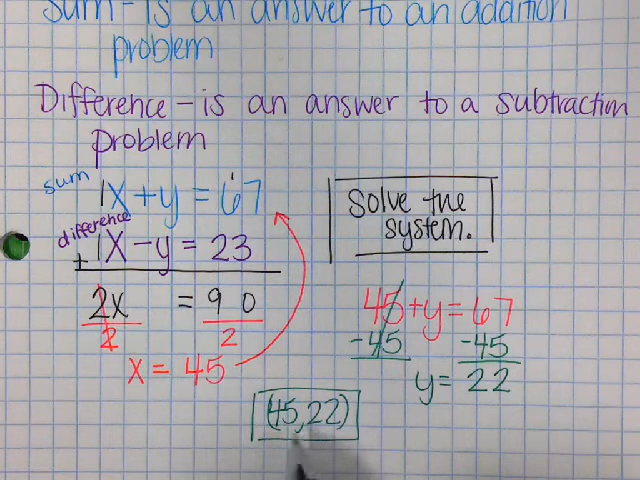 Sum - is an answer to an addition
problem
Difference - is an answer to a subtraction
problem
sum 1x + y = 67
difference
+ 1x - y = 23
2x = 90
2 2
x = 45
Solve the
system.
45 + y = 67
-45 -45
y = 22
(45,22)